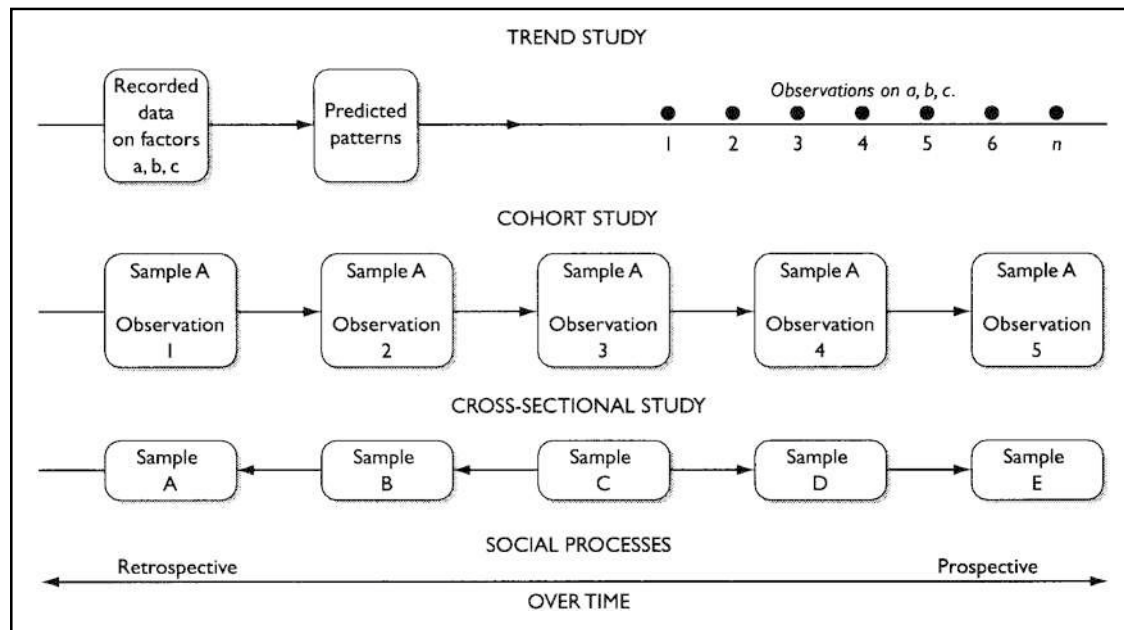 TREND STUDY
Recorded
data
on factors
a, b, c
Predicted
patterns
Observations on a, b, c.
1 2 3 4 5 6 n
COHORT STUDY
Sample A
Observation
1
Sample A
Observation
2
Sample A
Observation
3
Sample A
Observation
4
Sample A
Observation
5
CROSS-SECTIONAL STUDY
Sample
A
Sample
B
Sample
C
Sample
D
Sample
E
SOCIAL PROCESSES
Retrospective
Prospective
OVER TIME